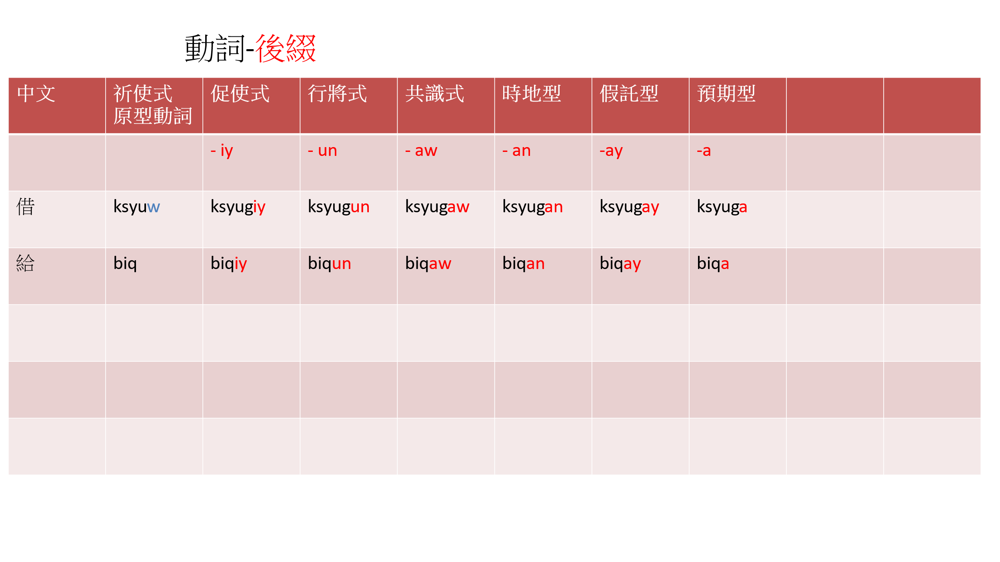 動詞-後綴
中文 祈使式 促使式 行將式 共識式 時地型 假託型 預期型
原型動詞
- iy - un - aw - an -ay -a
借 ksyuw ksyugiy ksyugun ksyugaw ksyugan ksyugay ksyuga
給 biq biqiy biqun biqaw biqan biqay biqa